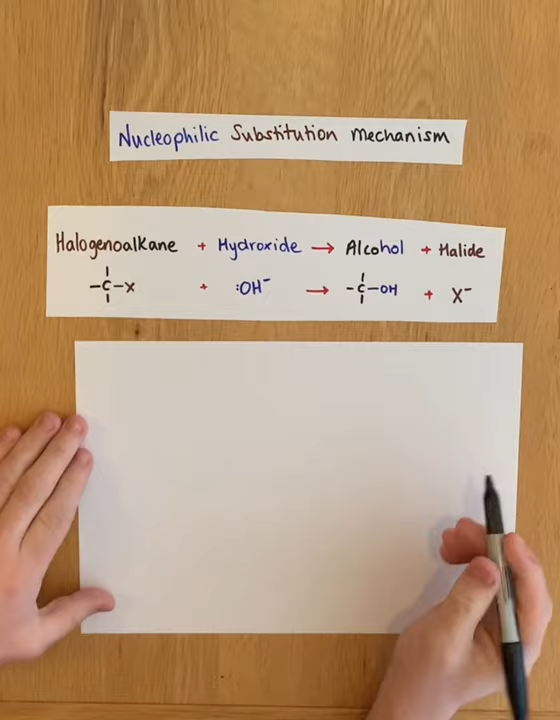 Nucleophilic Substitution mechanism
Halogenoalkane + Hydroxide → Alcohol + Halide
-C-X + :OH⁻ → -C-OH + X⁻